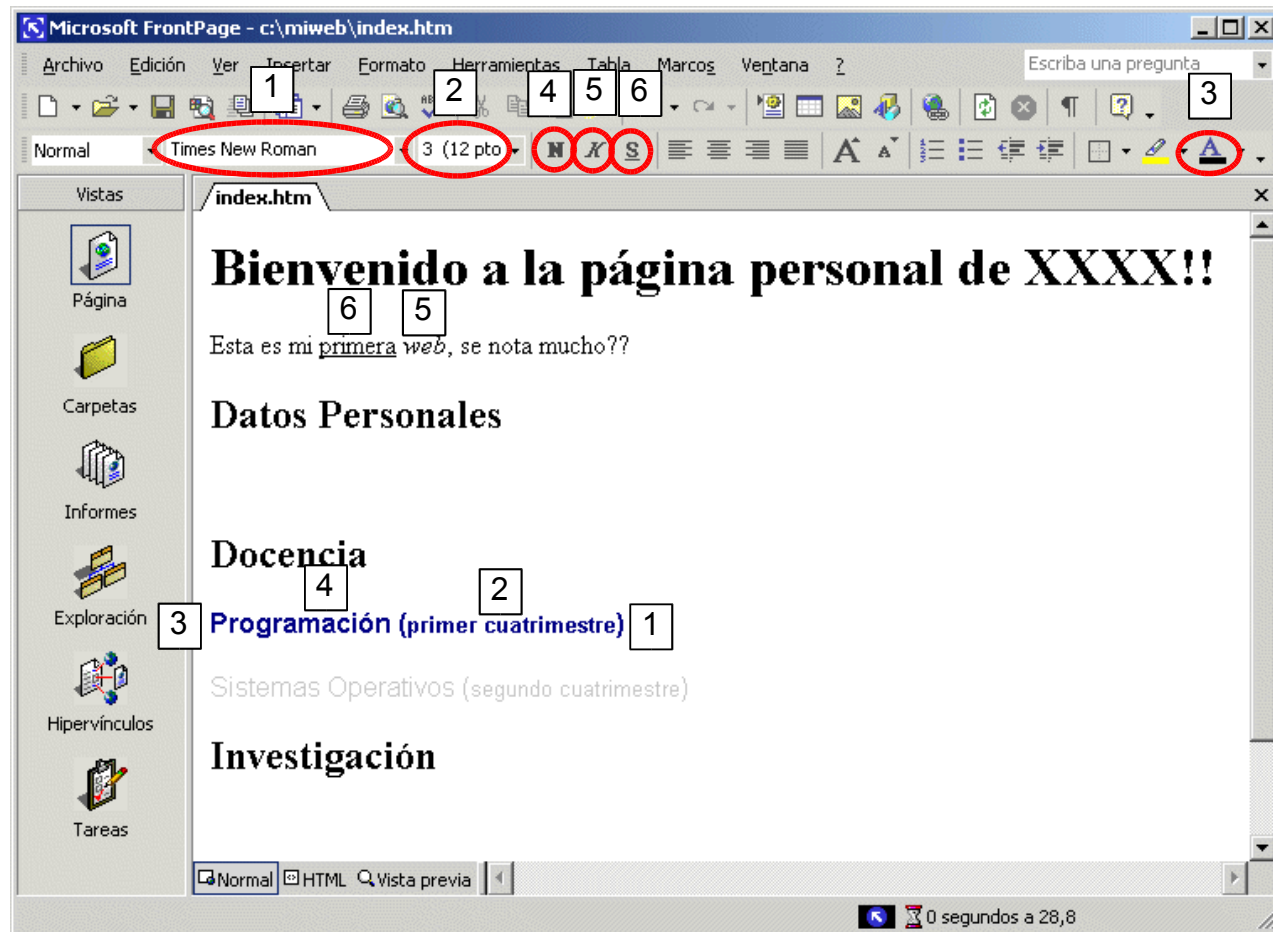 Microsoft FrontPage - c:\miweb\index.htm
Archivo Edición Ver Insertar Formato Herramientas Tabla Marcos Ventana ? Escriba una pregunta
1 2 4 5 6 3
Normal Times New Roman 3 (12 pto N K S A A A
Vistas index.htm
Bienvenido a la página personal de XXXX!!
Página
6 5
Esta es mi primera web, se nota mucho??
Carpetas
Datos Personales
Informes
Docencia
4 2
Exploración
3 Programación (primer cuatrimestre) 1
Sistemas Operativos (segundo cuatrimestre)
Hipervínculos
Investigación
Tareas
Normal HTML Vista previa
0 segundos a 28,8